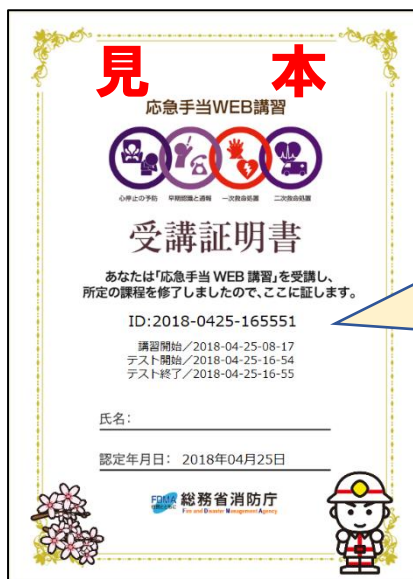 見　本
応急手当WEB講習
心停止の予防　早期認識と通報　一次救命処置　二次救命処置
受講証明書
あなたは「応急手当 WEB 講習」を受講し、
所定の課程を修了しましたので、ここに証します。
ID:2018-0425-165551
講習開始／2018-04-25-08-17
テスト開始／2018-04-25-16-54
テスト終了／2018-04-25-16-55
氏名：
認定年月日： 2018年04月25日
FDMA 総務省消防庁
Fire and Disaster Management Agency